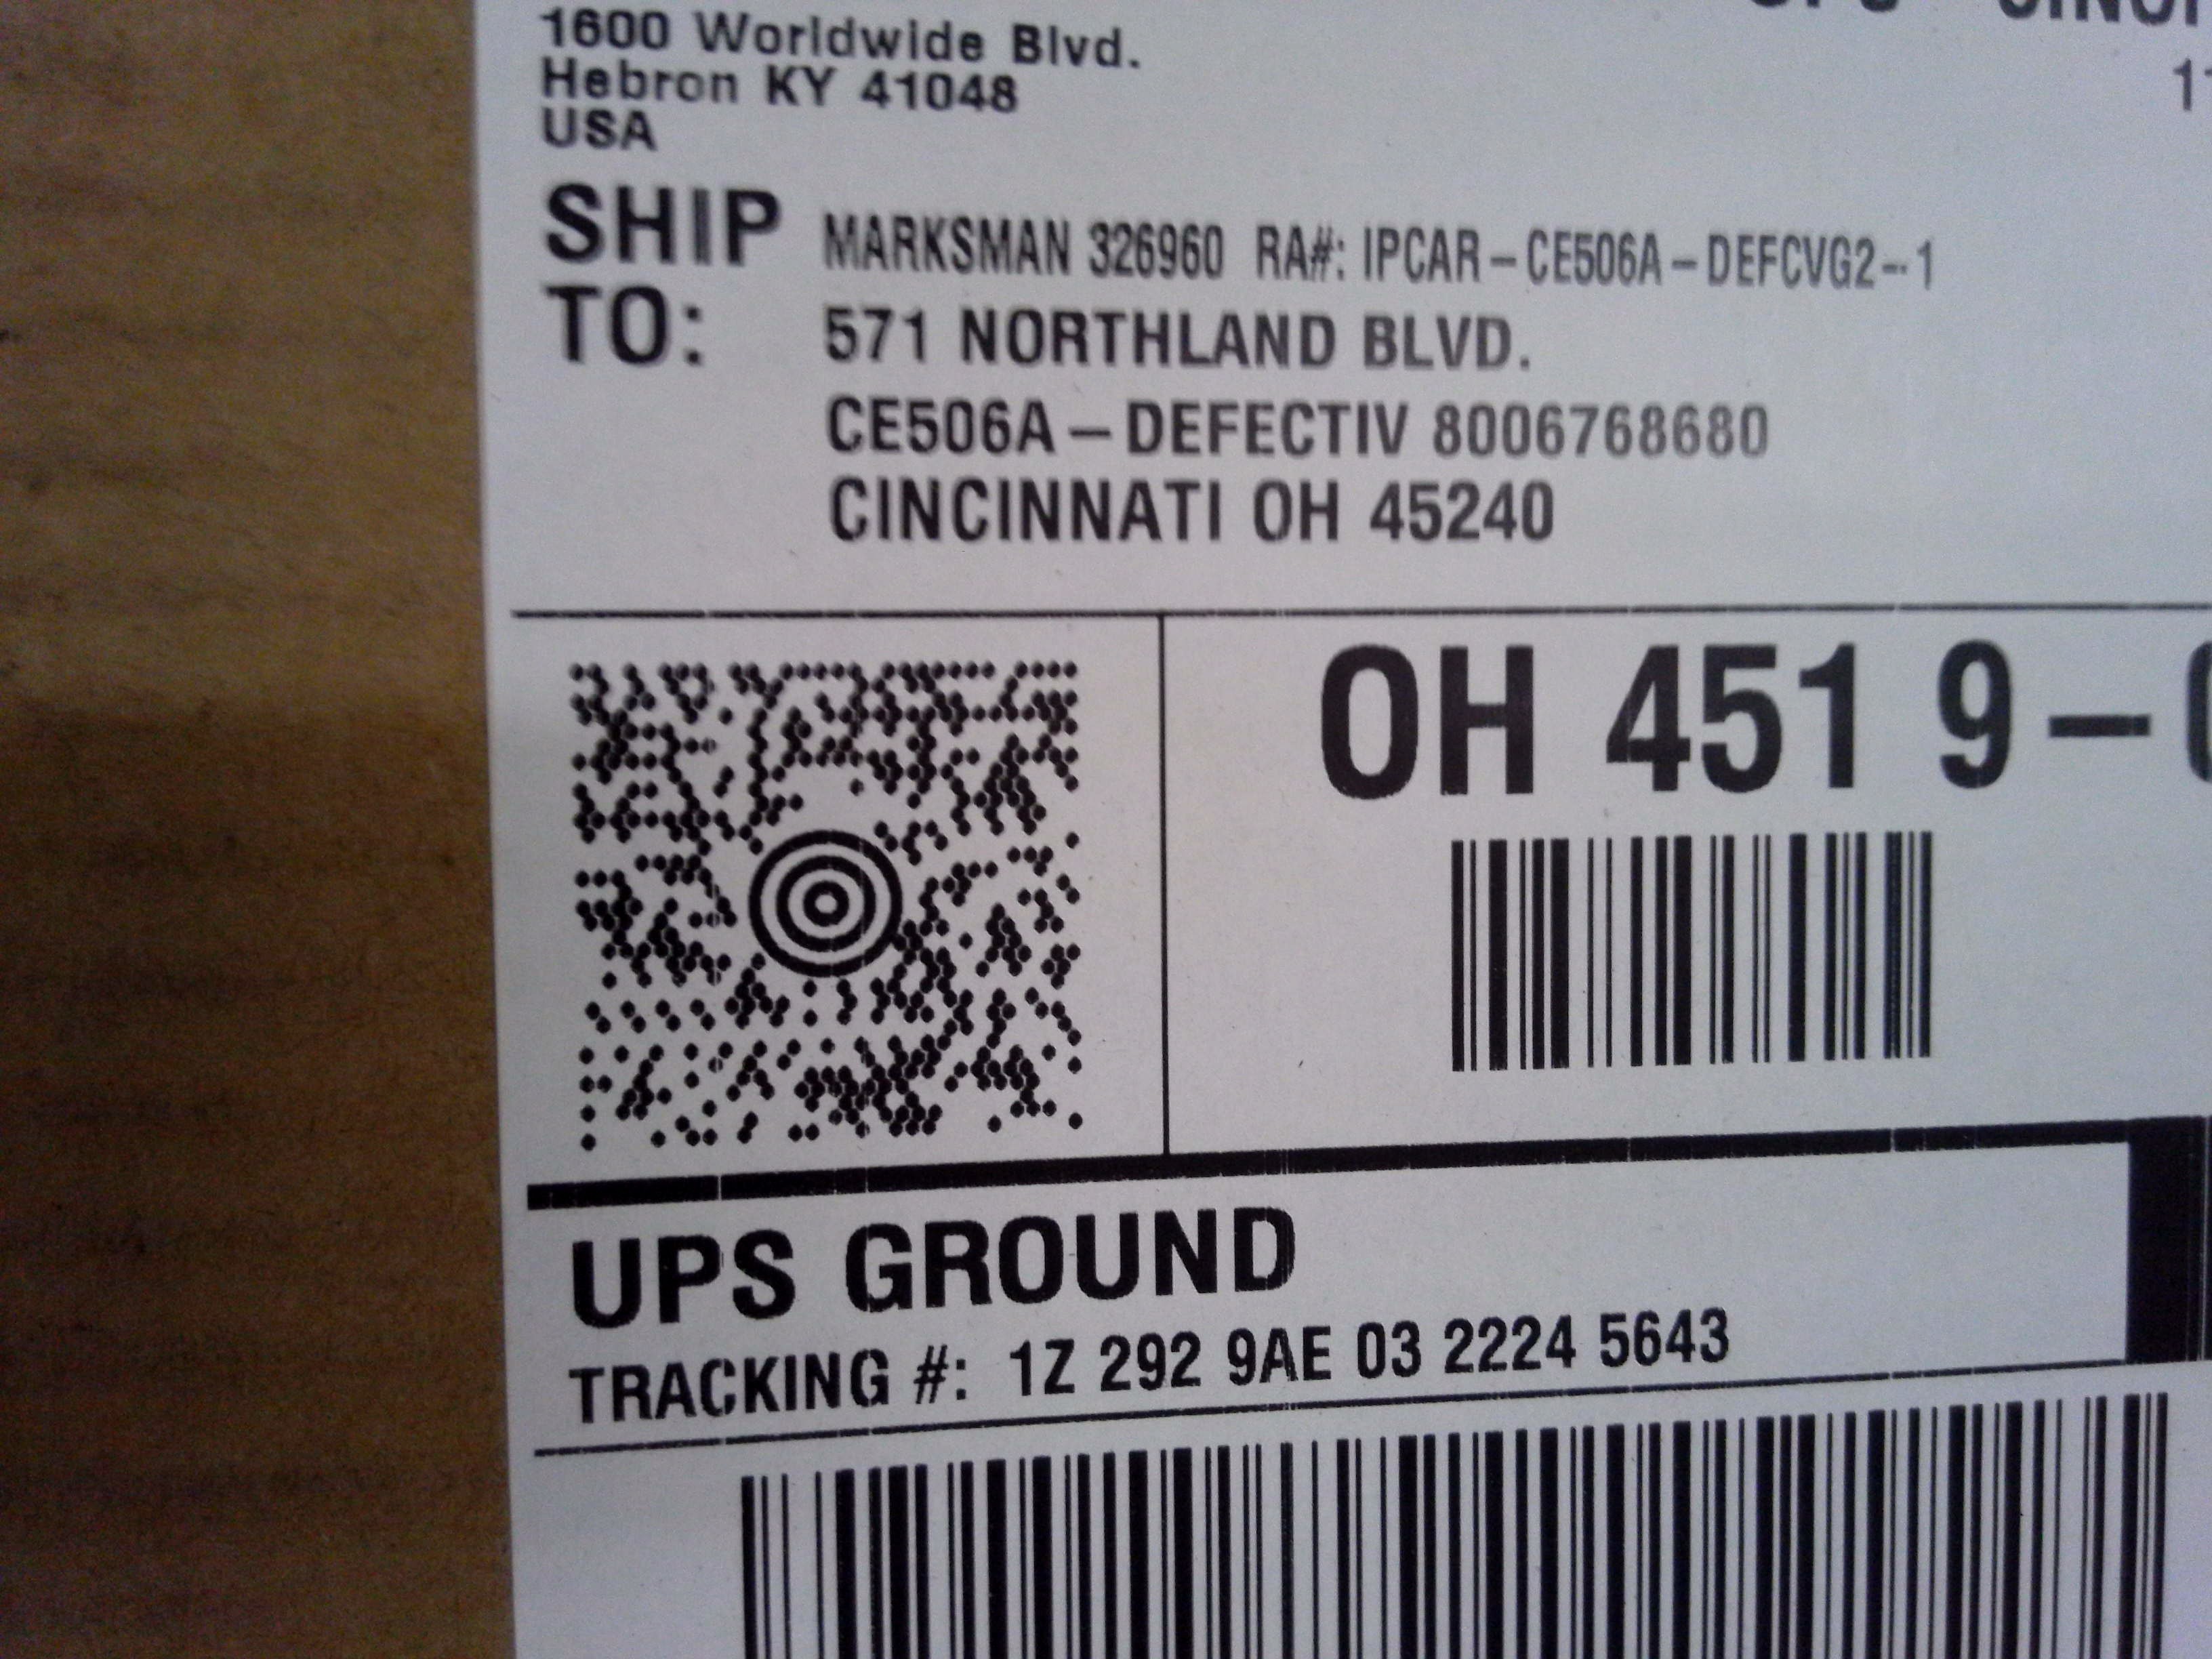 1600 Worldwide Blvd.
Hebron KY 41048
USA
SHIP TO:
MARKSMAN 326960 RA#: IPCAR-CE506A-DEFCVG2--1
571 NORTHLAND BLVD.
CE506A-DEFECTIV 8006768680
CINCINNATI OH 45240
OH 451 9-
UPS GROUND
TRACKING #: 1Z 292 9AE 03 2224 5643